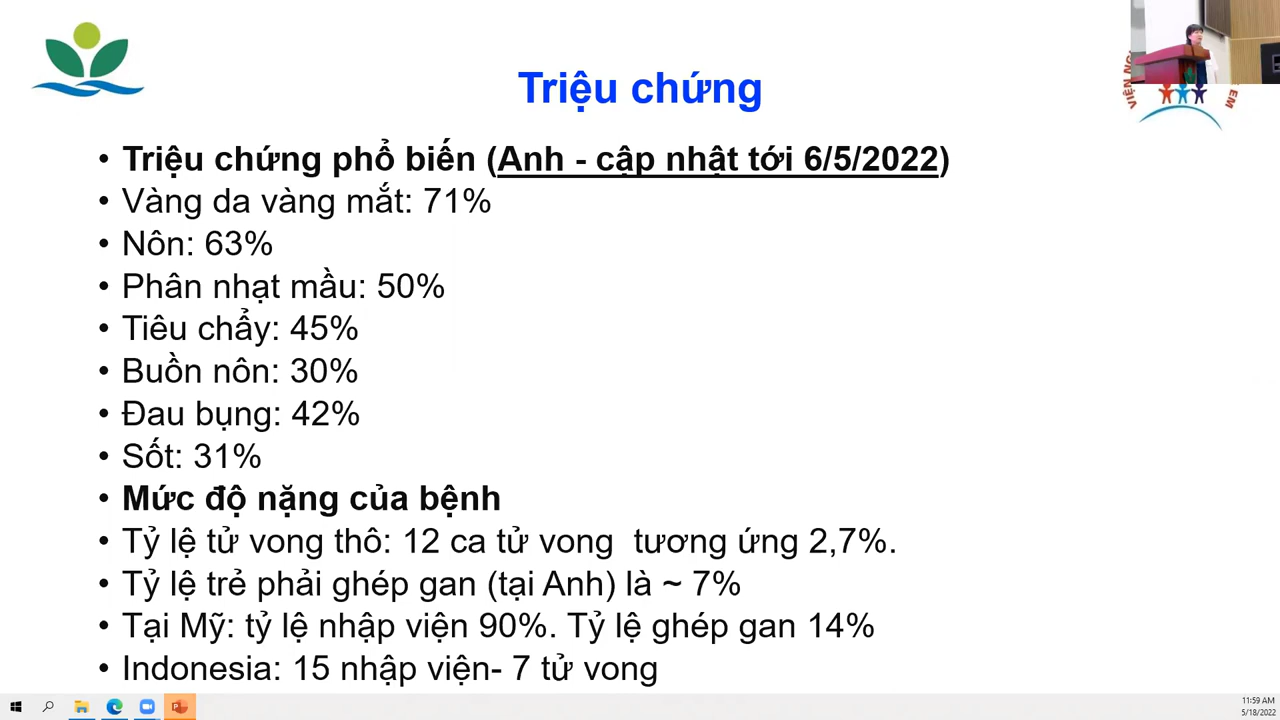 Triệu chứng
• Triệu chứng phổ biến (Anh - cập nhật tới 6/5/2022)
• Vàng da vàng mắt: 71%
• Nôn: 63%
• Phân nhạt mầu: 50%
• Tiêu chẩy: 45%
• Buồn nôn: 30%
• Đau bụng: 42%
• Sốt: 31%
• Mức độ nặng của bệnh
• Tỷ lệ tử vong thô: 12 ca tử vong tương ứng 2,7%.
• Tỷ lệ trẻ phải ghép gan (tại Anh) là ~ 7%
• Tại Mỹ: tỷ lệ nhập viện 90%. Tỷ lệ ghép gan 14%
• Indonesia: 15 nhập viện- 7 tử vong
11:59 AM
5/18/2022